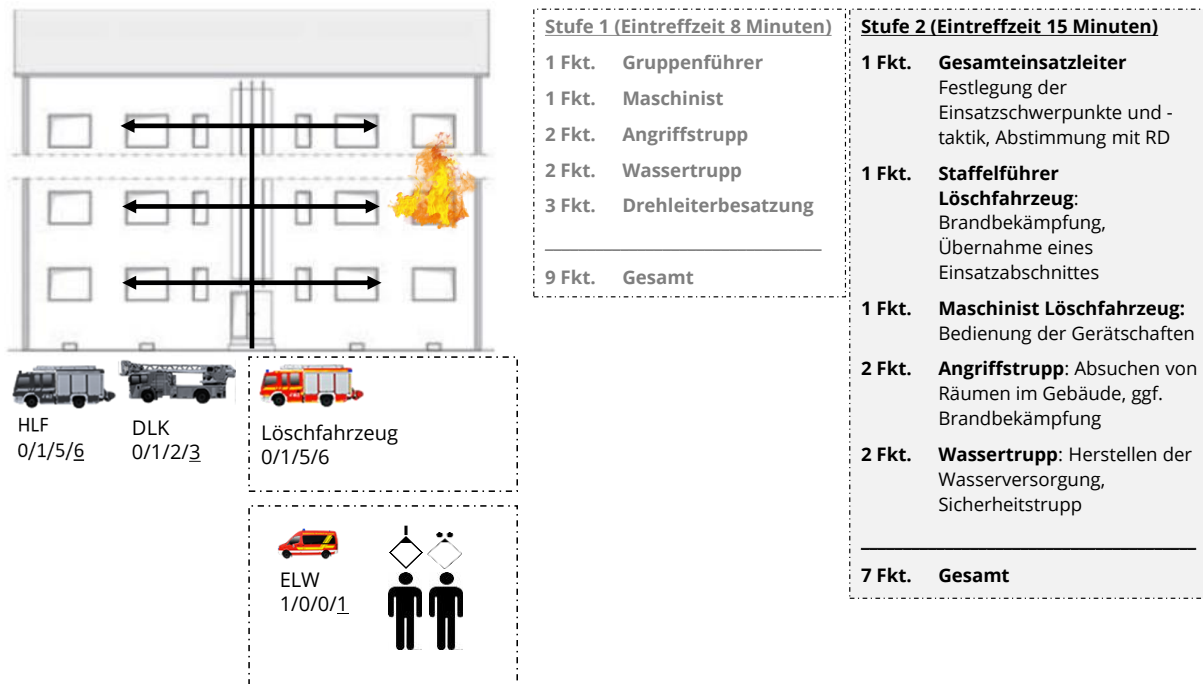 Stufe 1 (Eintreffzeit 8 Minuten)
1 Fkt. Gruppenführer
1 Fkt. Maschinist
2 Fkt. Angriffstrupp
2 Fkt. Wassertrupp
3 Fkt. Drehleiterbesatzung
9 Fkt. Gesamt
Stufe 2 (Eintreffzeit 15 Minuten)
1 Fkt. Gesamteinsatzleiter
Festlegung der
Einsatzschwerpunkte und -
taktik, Abstimmung mit RD
1 Fkt. Staffelführer
Löschfahrzeug:
Brandbekämpfung,
Übernahme eines
Einsatzabschnittes
1 Fkt. Maschinist Löschfahrzeug:
Bedienung der Gerätschaften
2 Fkt. Angriffstrupp: Absuchen von
Räumen im Gebäude, ggf.
Brandbekämpfung
2 Fkt. Wassertrupp: Herstellen der
Wasserversorgung,
Sicherheitstrupp
7 Fkt. Gesamt
HLF
0/1/5/6
DLK
0/1/2/3
Löschfahrzeug
0/1/5/6
ELW
1/0/0/1